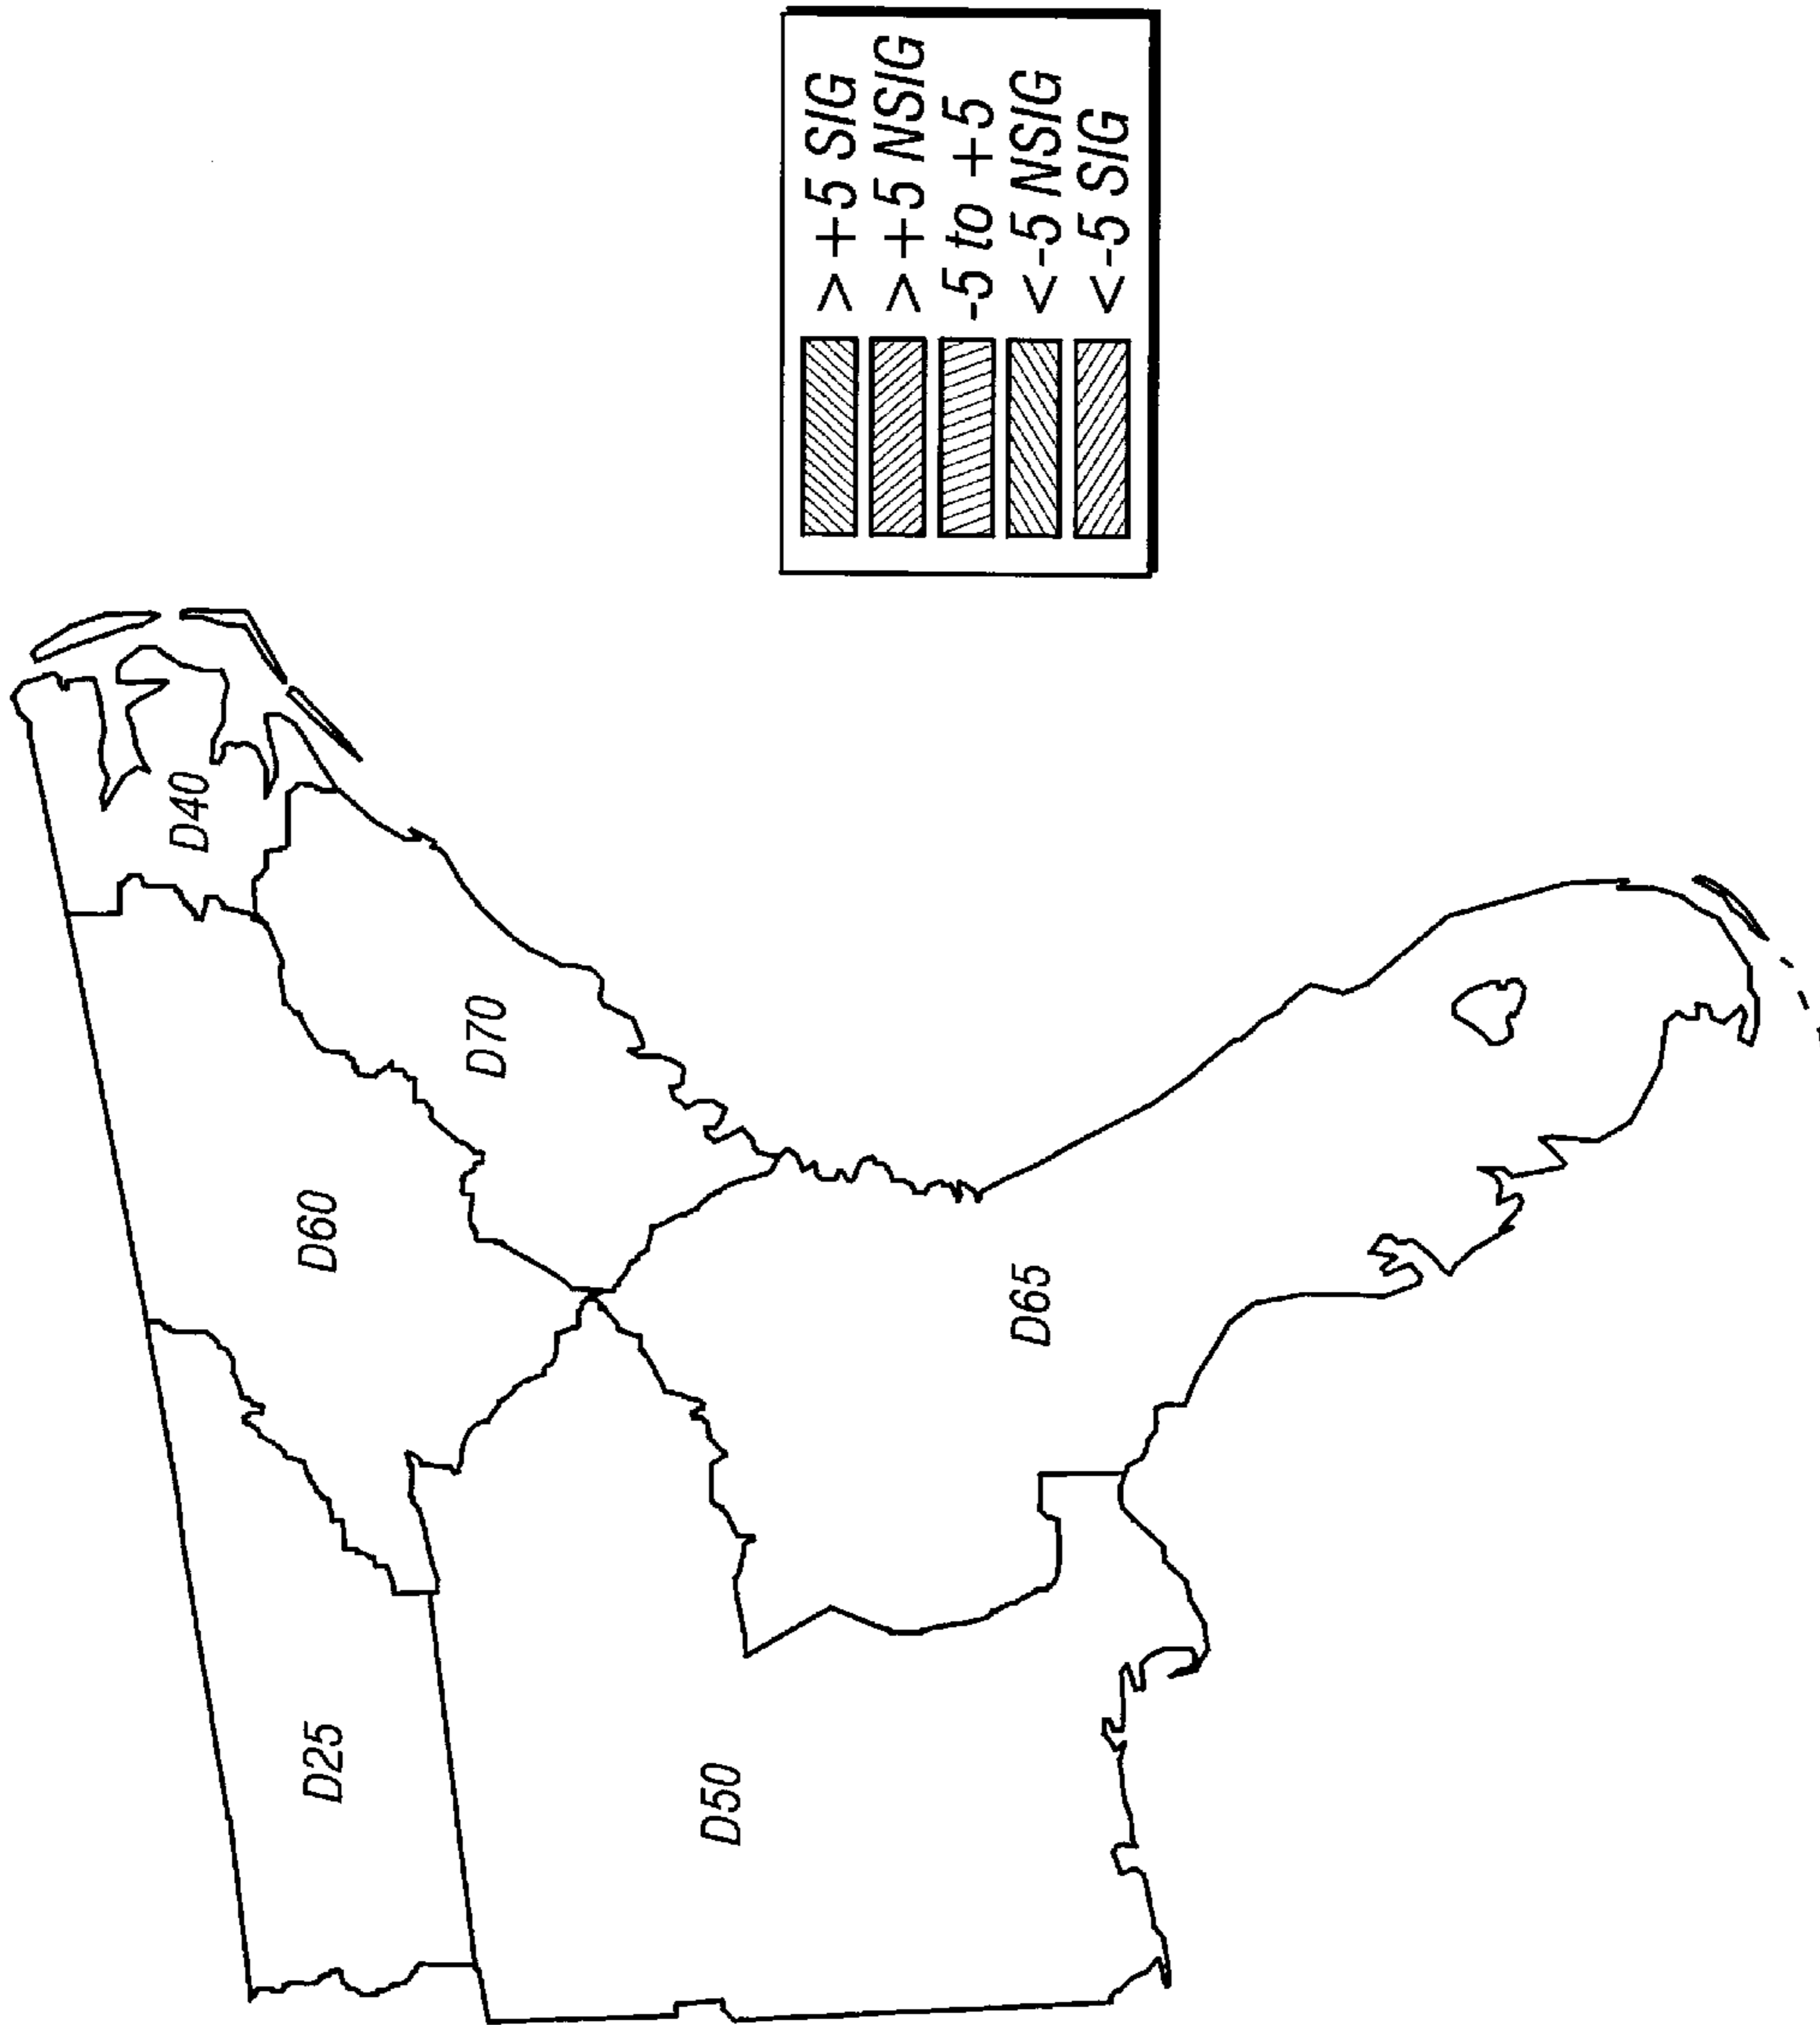 > +5 SIG
> +5 NSIG
-5 to +5
<-5 NSIG
<-5 SIG
D40
D70
D60
D65
D25
D50